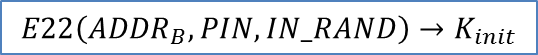 E22(ADDR_B, PIN, IN_RAND) → K_init